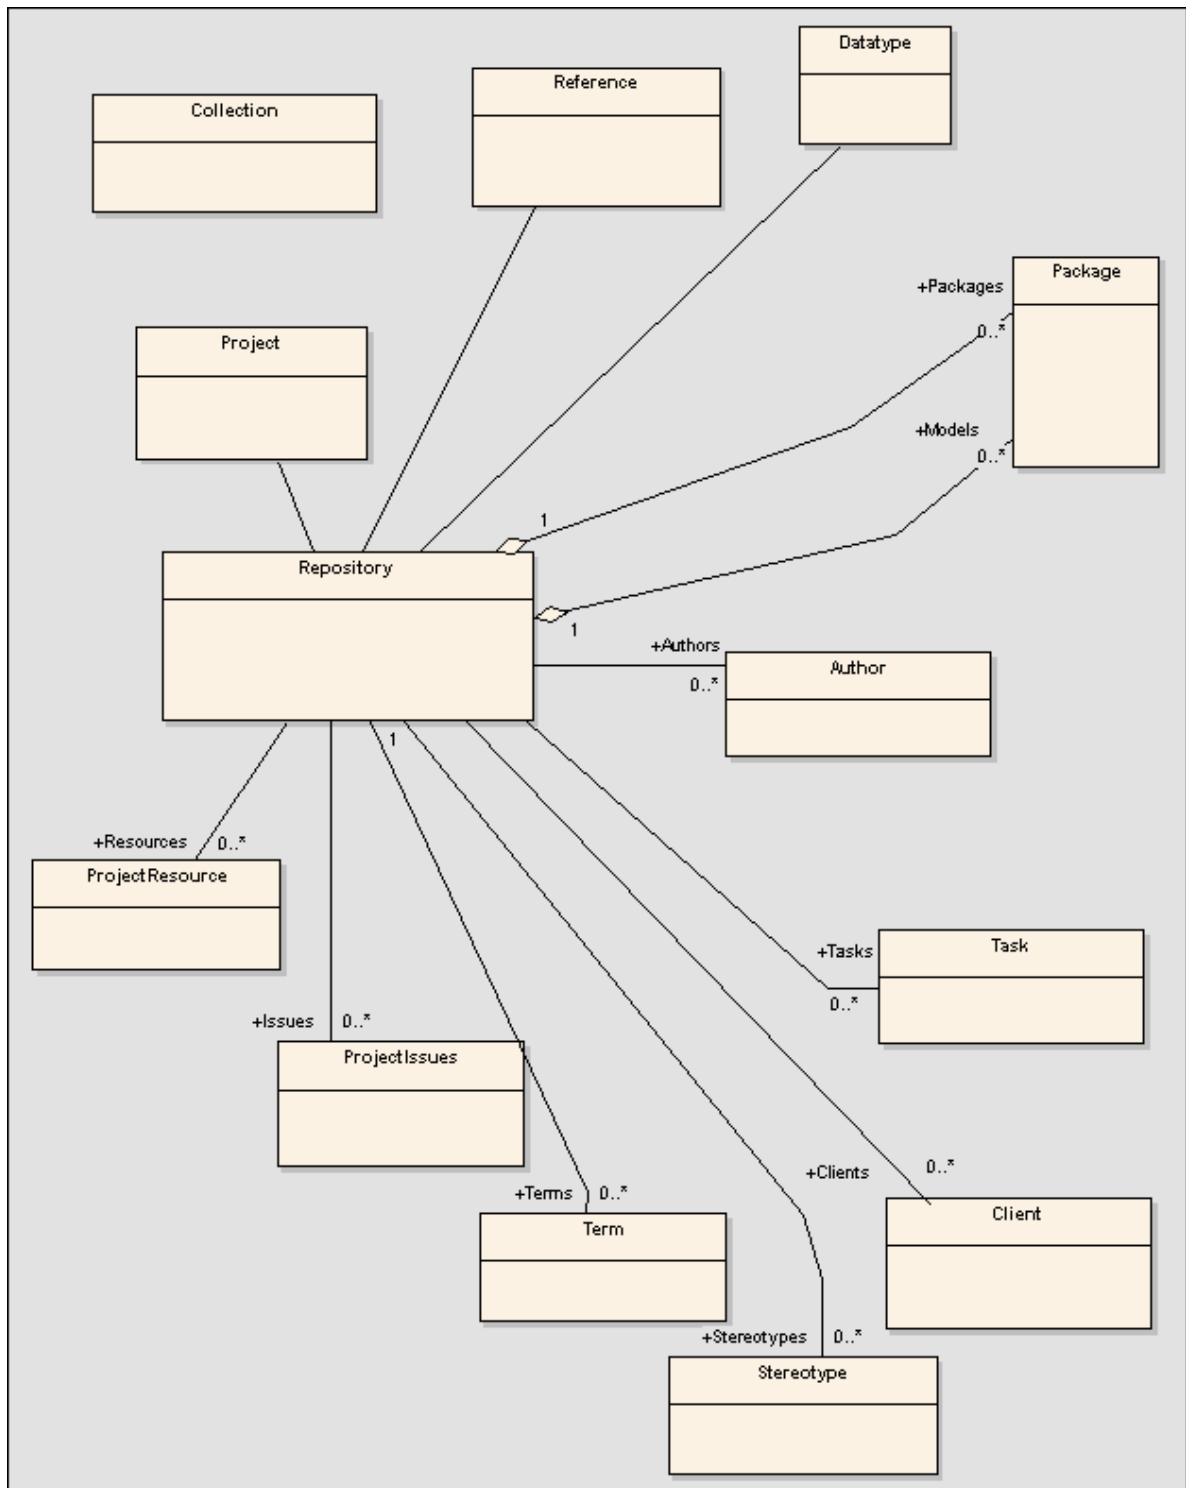 Datatype
Reference
Collection
Package
+Packages
0..*
Project
+Models
0..*
1
Repository
1
+Authors
Author
0..*
1
+Resources
0..*
ProjectResource
+Tasks
Task
0..*
+Issues
0..*
ProjectIssues
0..*
+Clients
+Terms
0..*
Client
Term
+Stereotypes
0..*
Stereotype